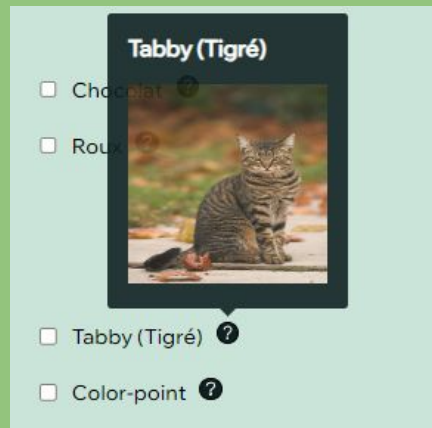 Tabby (Tigré)
Chocolat ?
Roux ?
Tabby (Tigré) ?
Color-point ?